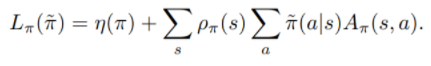 L_π(π̃) = η(π) + ∑_s ρ_π(s) ∑_a π̃(a|s)A_π(s, a).